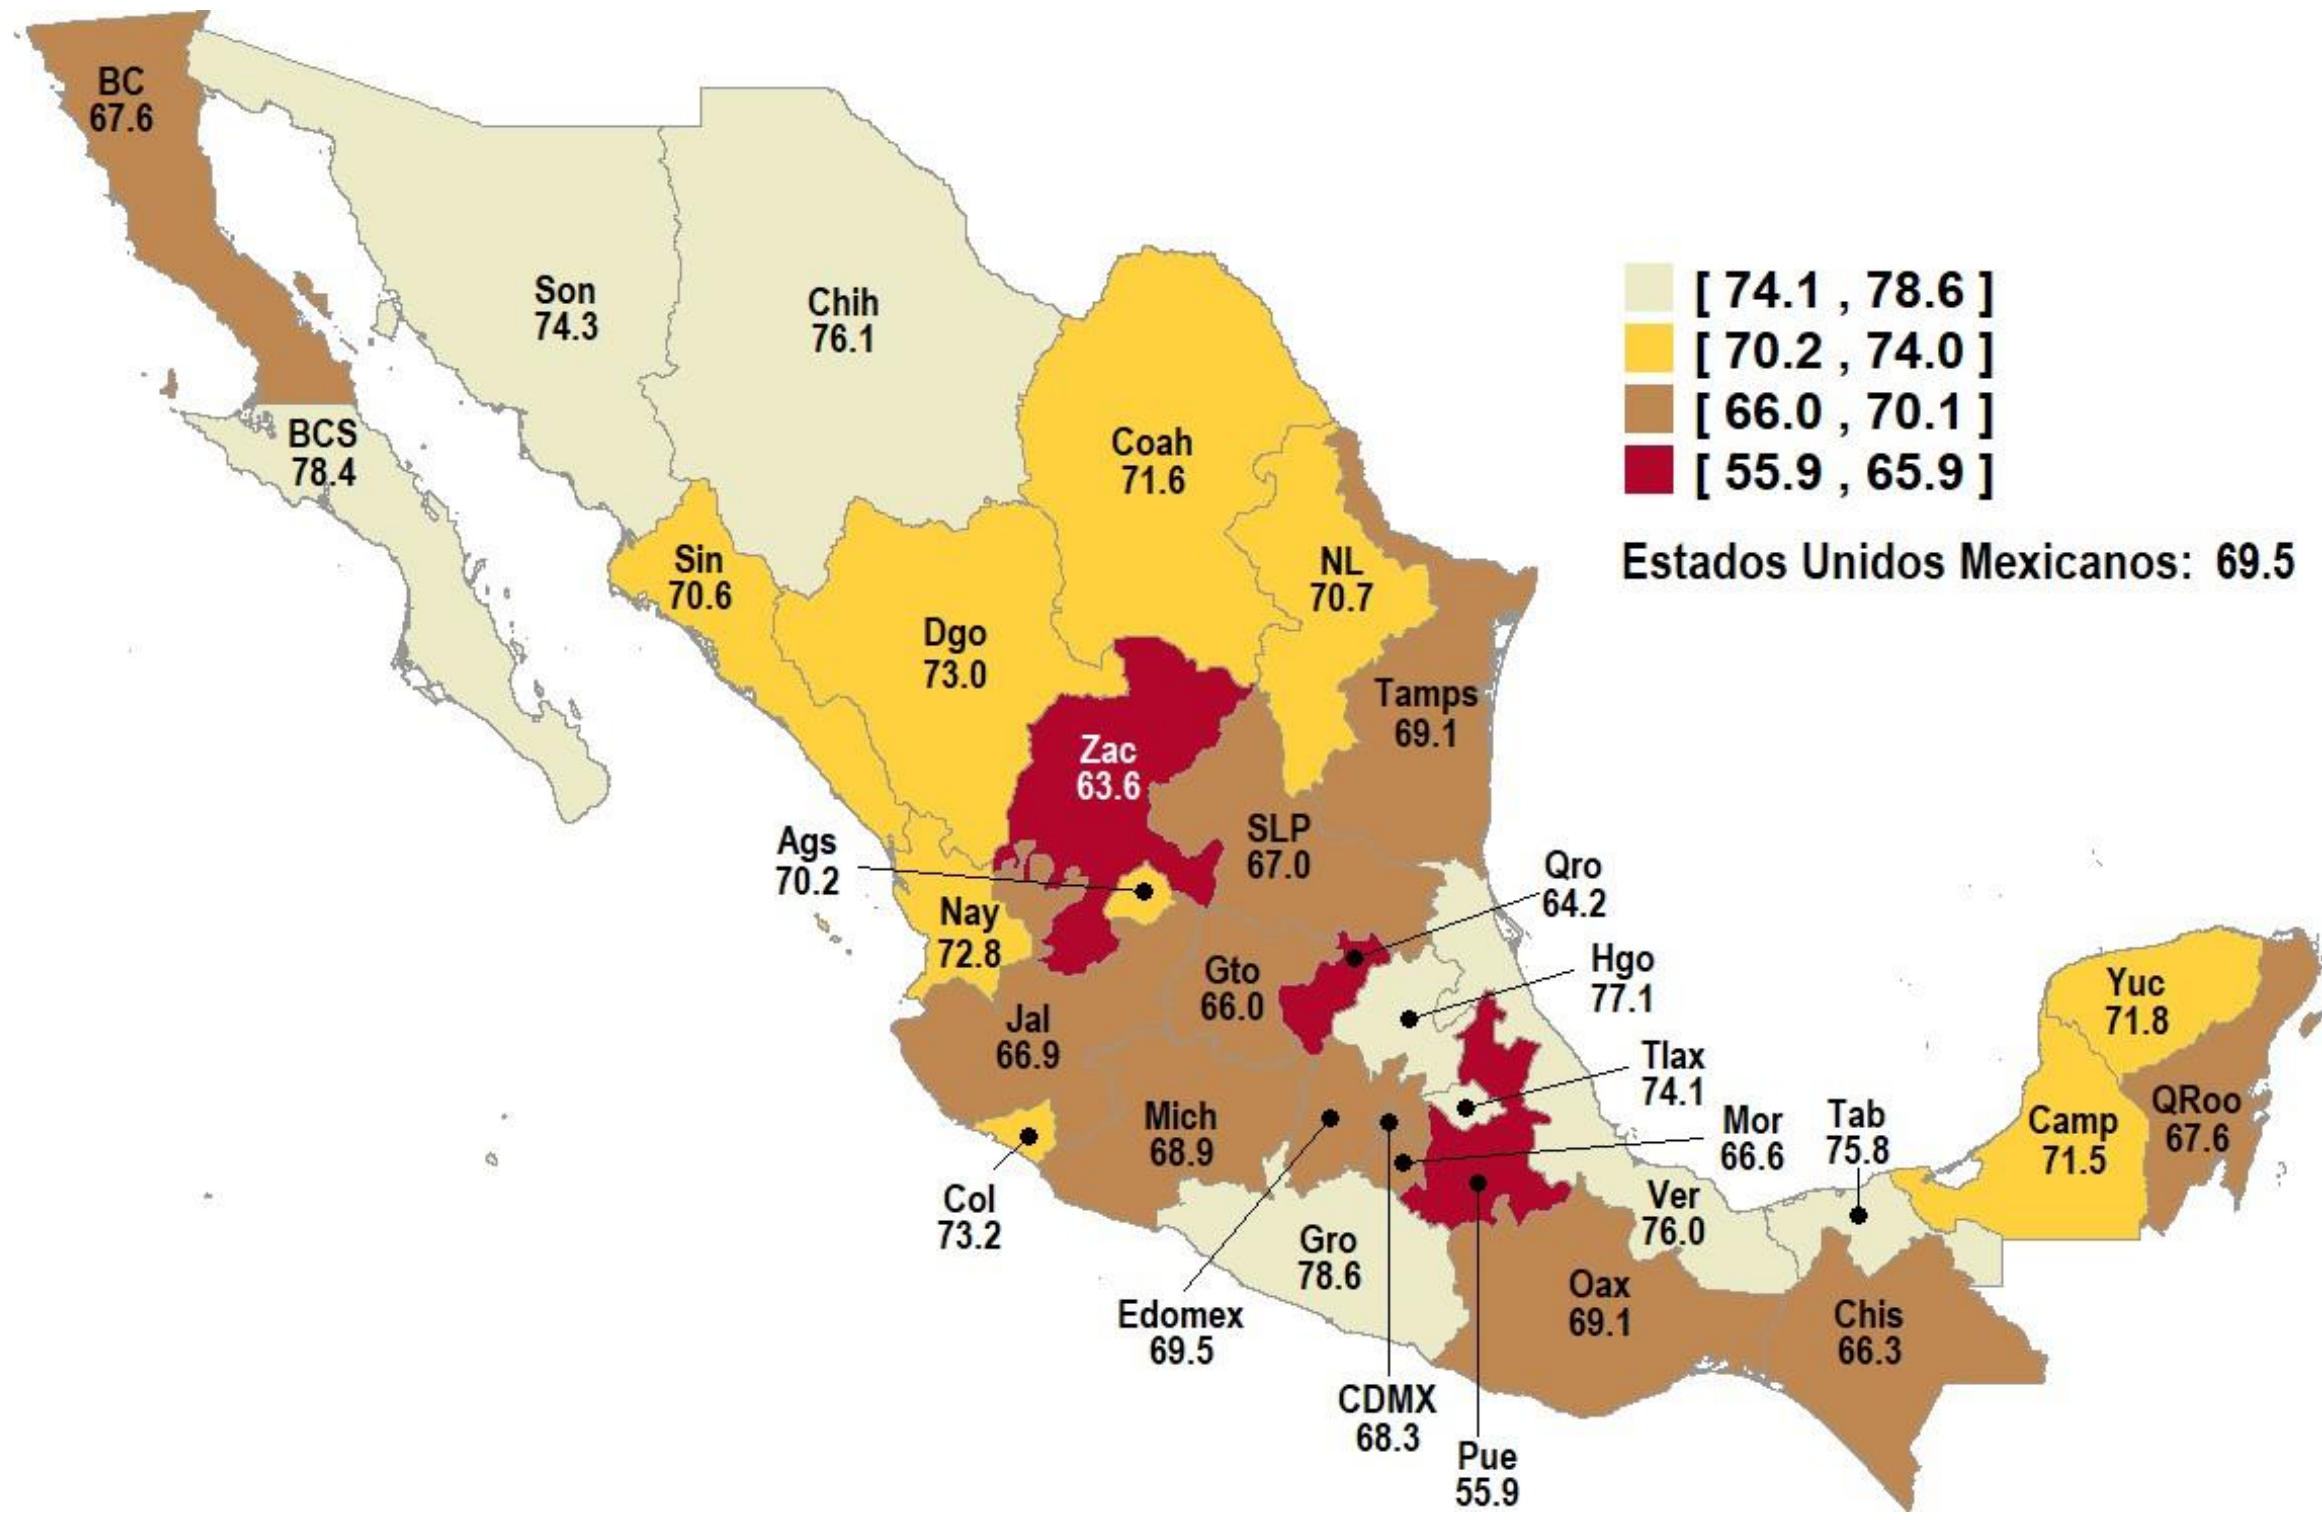 BC
67.6
Son
74.3
Chih
76.1
BCS
78.4
Coah
71.6
Sin
70.6
NL
70.7
Dgo
73.0
Tamps
69.1
Zac
63.6
Ags
70.2
SLP
67.0
Qro
64.2
Nay
72.8
Gto
66.0
Hgo
77.1
Yuc
71.8
Jal
66.9
Tlax
74.1
Mich
68.9
Mor
66.6
Tab
75.8
Camp
71.5
QRoo
67.6
Col
73.2
Ver
76.0
Gro
78.6
Edomex
69.5
Oax
69.1
Chis
66.3
CDMX
68.3
Pue
55.9
[ 74.1 , 78.6 ]
[ 70.2 , 74.0 ]
[ 66.0 , 70.1 ]
[ 55.9 , 65.9 ]
Estados Unidos Mexicanos: 69.5